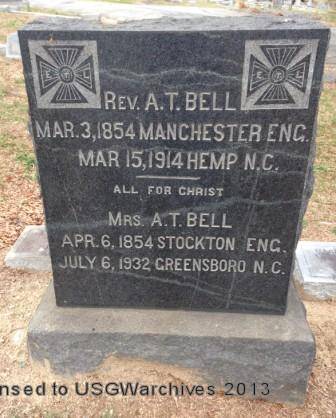 E L E L
REV. A.T. BELL
MAR. 3, 1854 MANCHESTER ENG.
MAR 15, 1914 HEMP N.C.
ALL FOR CHRIST
MRS. A.T. BELL
APR. 6, 1854 STOCKTON ENG.
JULY 6, 1932 GREENSBORO N.C.
nsed to USGWarchives 2013